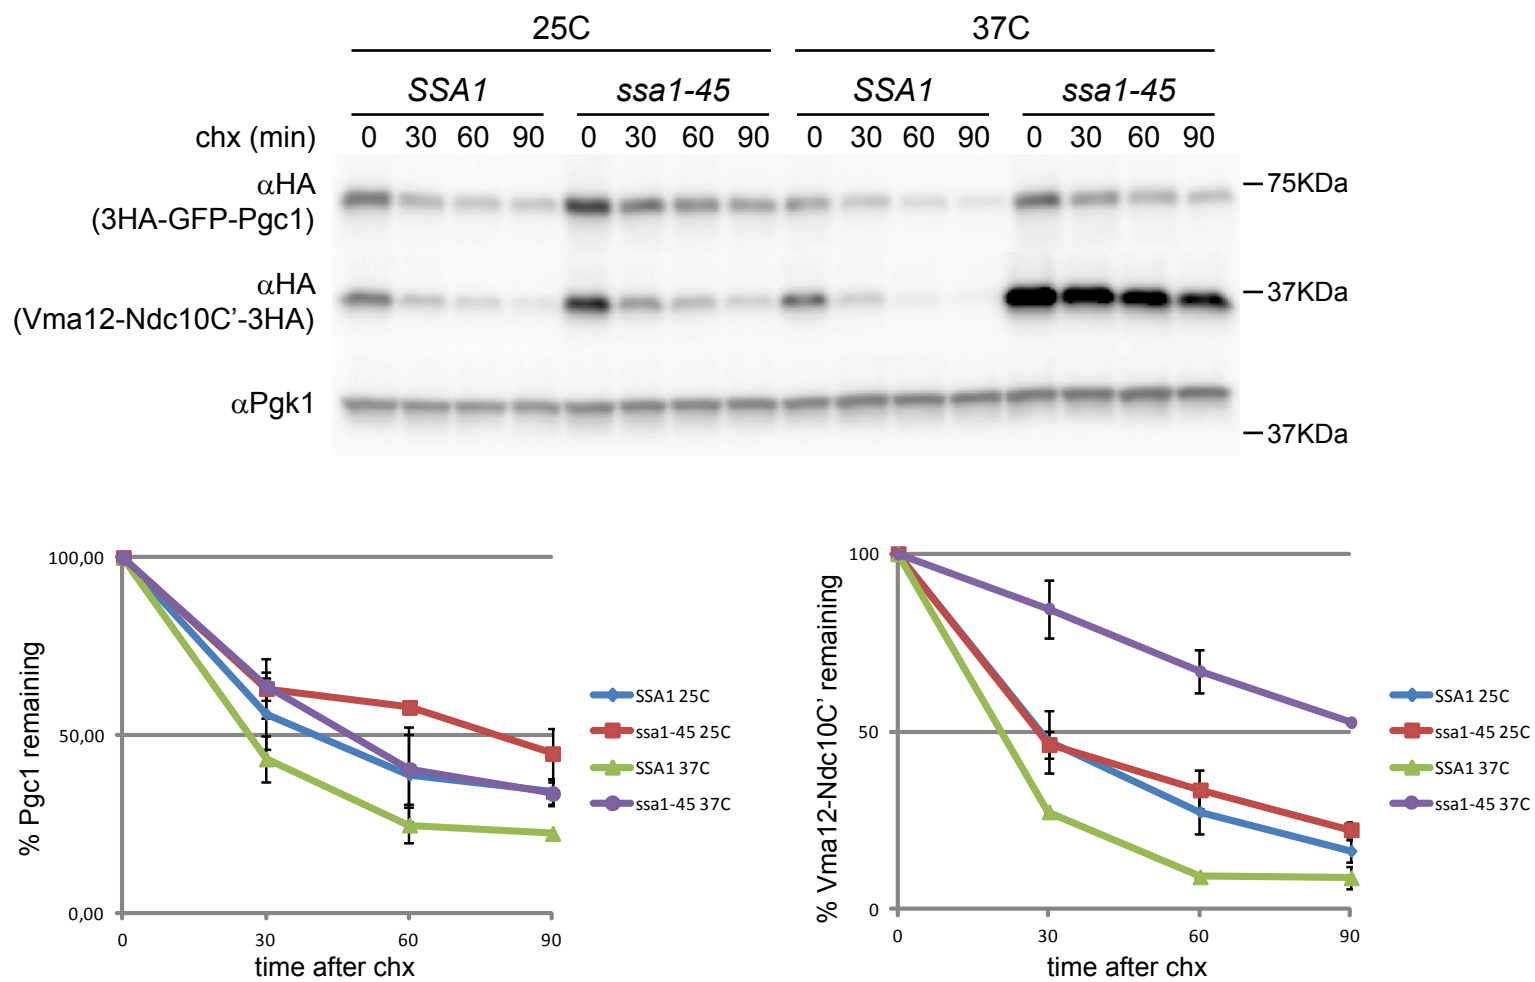 25C 37C
SSA1 ssa1-45 SSA1 ssa1-45
chx (min) 0 30 60 90 0 30 60 90 0 30 60 90 0 30 60 90
αHA
(3HA-GFP-Pgc1)
75KDa
αHA
(Vma12-Ndc10C’-3HA)
37KDa
αPgk1
37KDa
% Pgc1 remaining
100,00
50,00
0,00
0 30 60 90
time after chx
SSA1 25C
ssa1-45 25C
SSA1 37C
ssa1-45 37C
% Vma12-Ndc10C’ remaining
100
50
0
0 30 60 90
time after chx
SSA1 25C
ssa1-45 25C
SSA1 37C
ssa1-45 37C